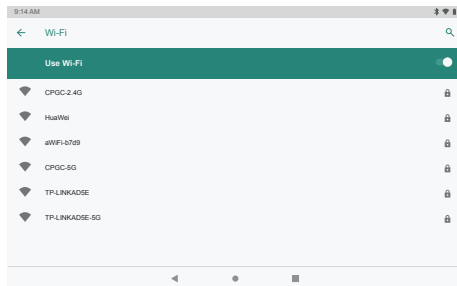 9:14 AM
Wi-Fi
Use Wi-Fi
CPGC-2.4G
HuaWei
aWiFi-b7d9
CPGC-5G
TP-LINKAD5E
TP-LINKAD5E-5G